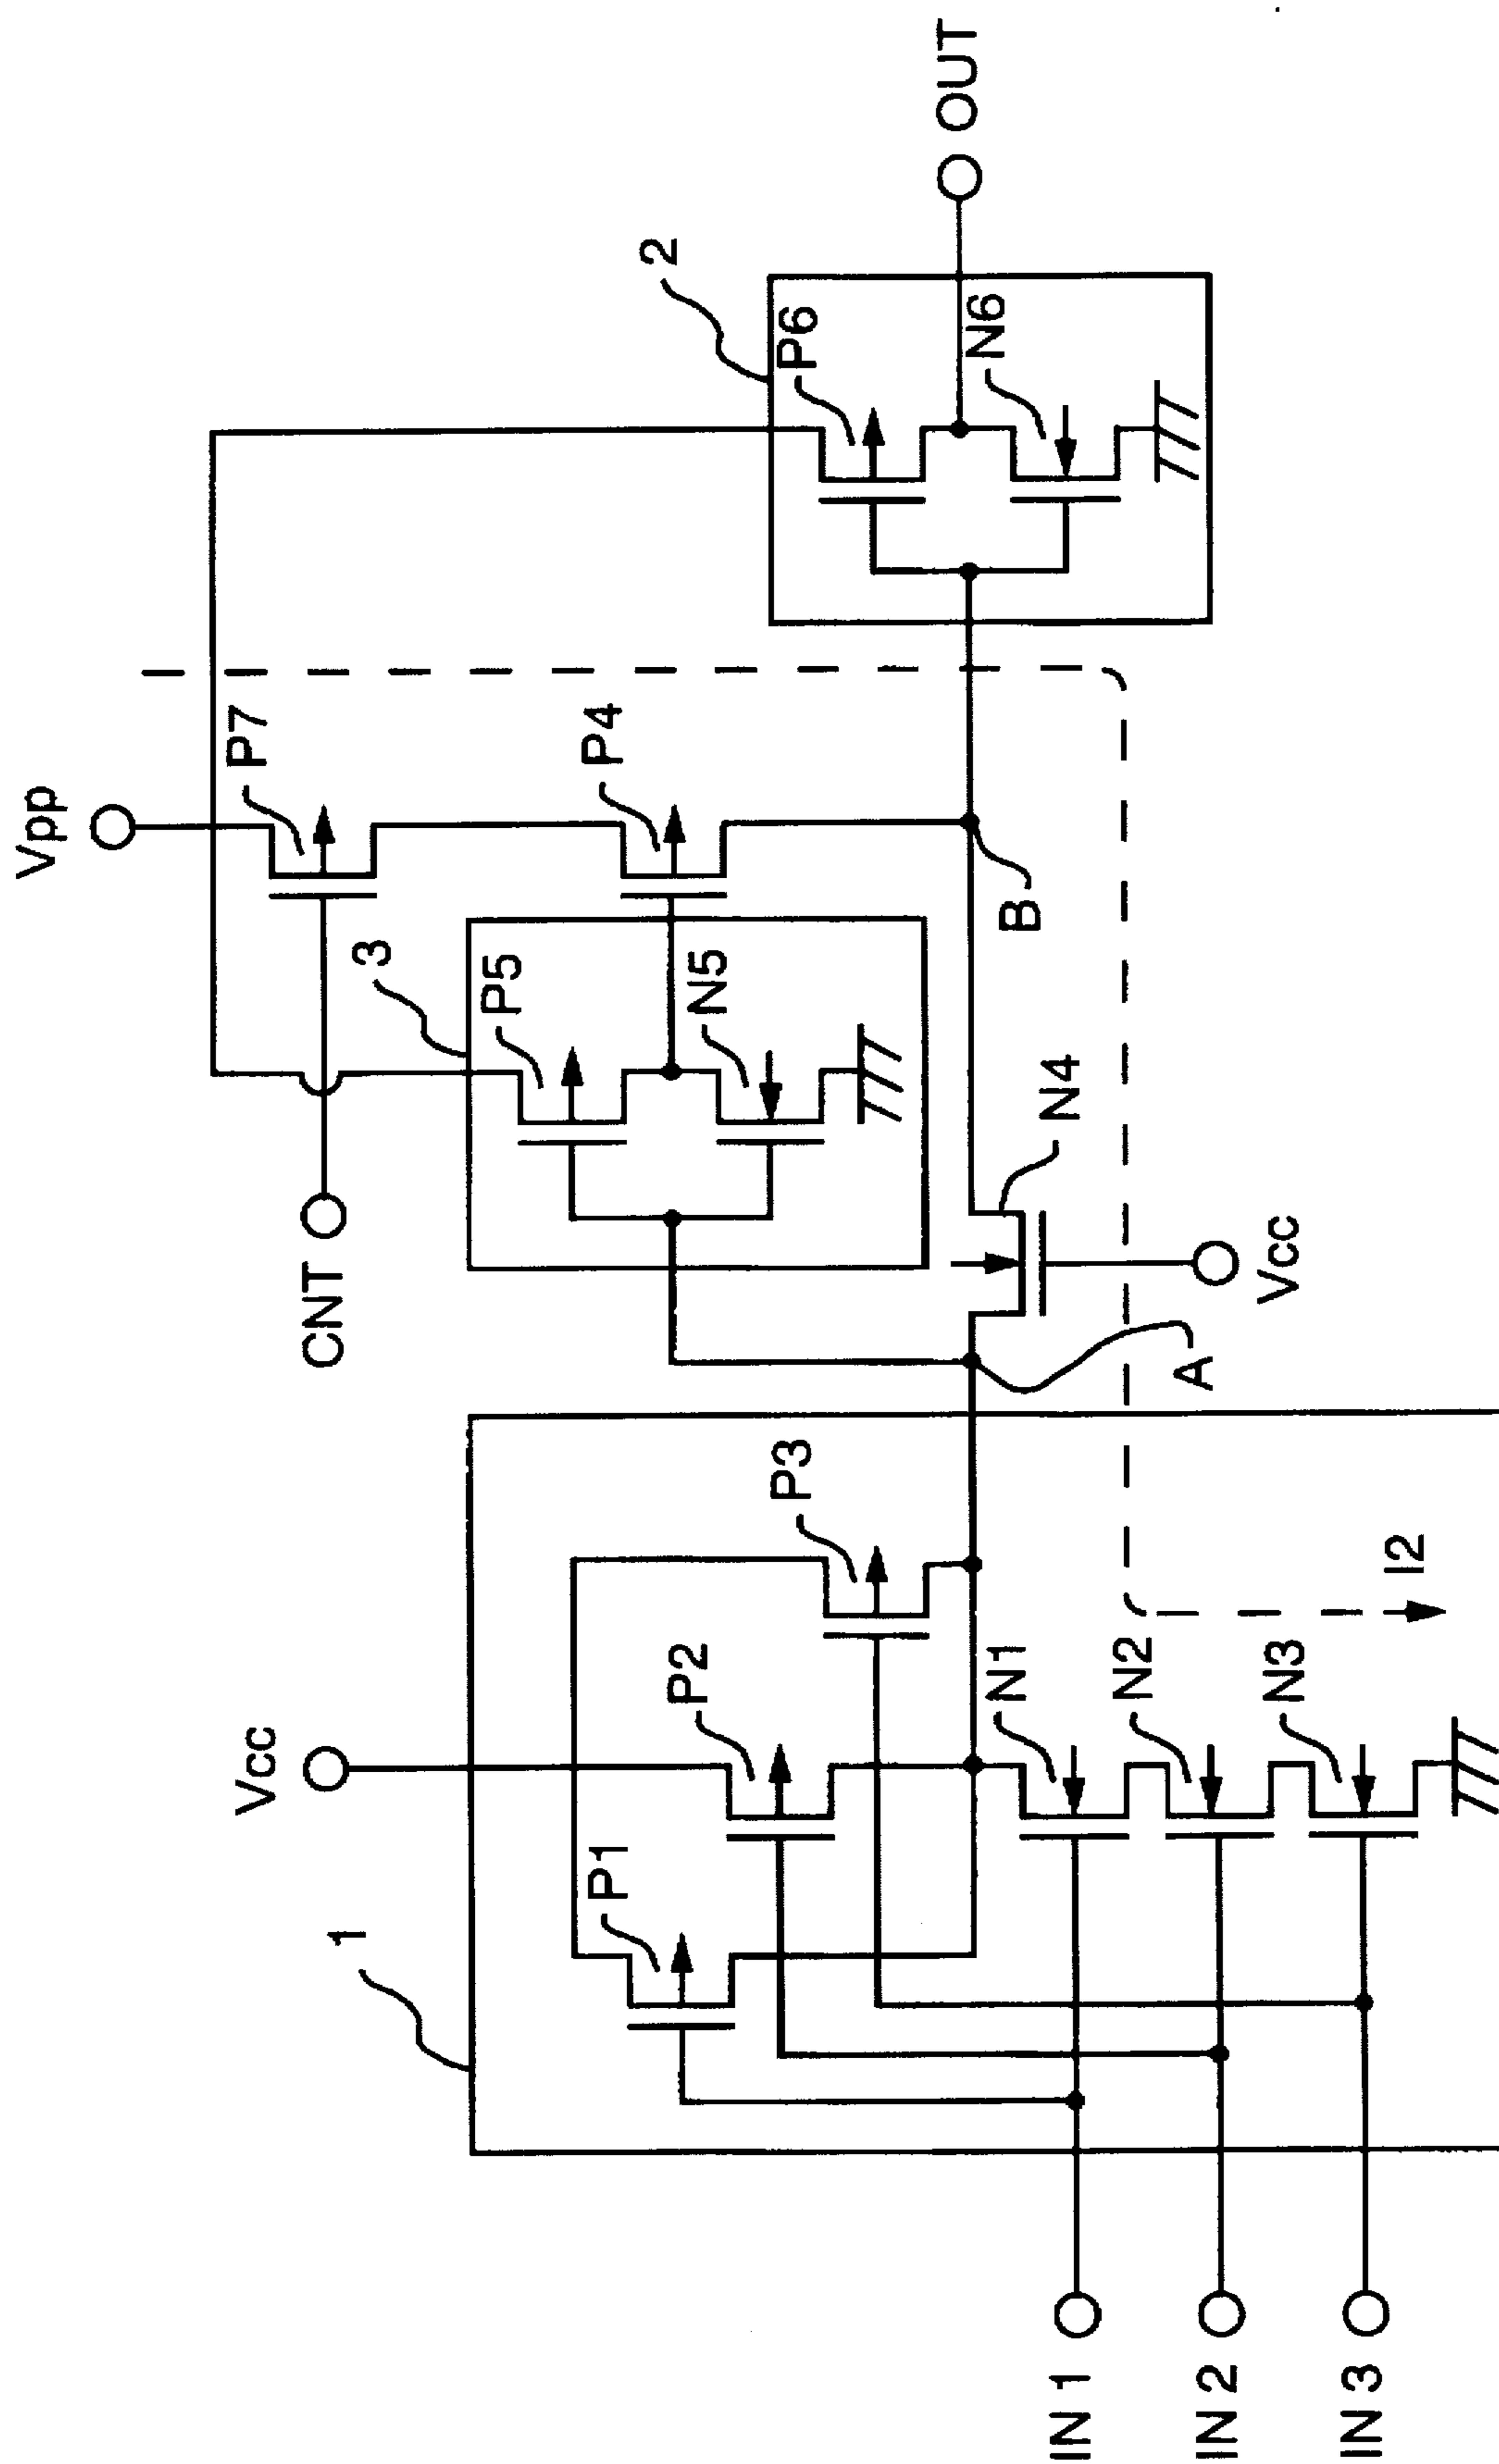 Vpp
P7
CNT
3
P5
N5
P4
2
P6
N6
OUT
B
N4
Vcc
A
1
Vcc
P1
P2
P3
N1
N2
N3
I2
IN 1
IN 2
IN 3